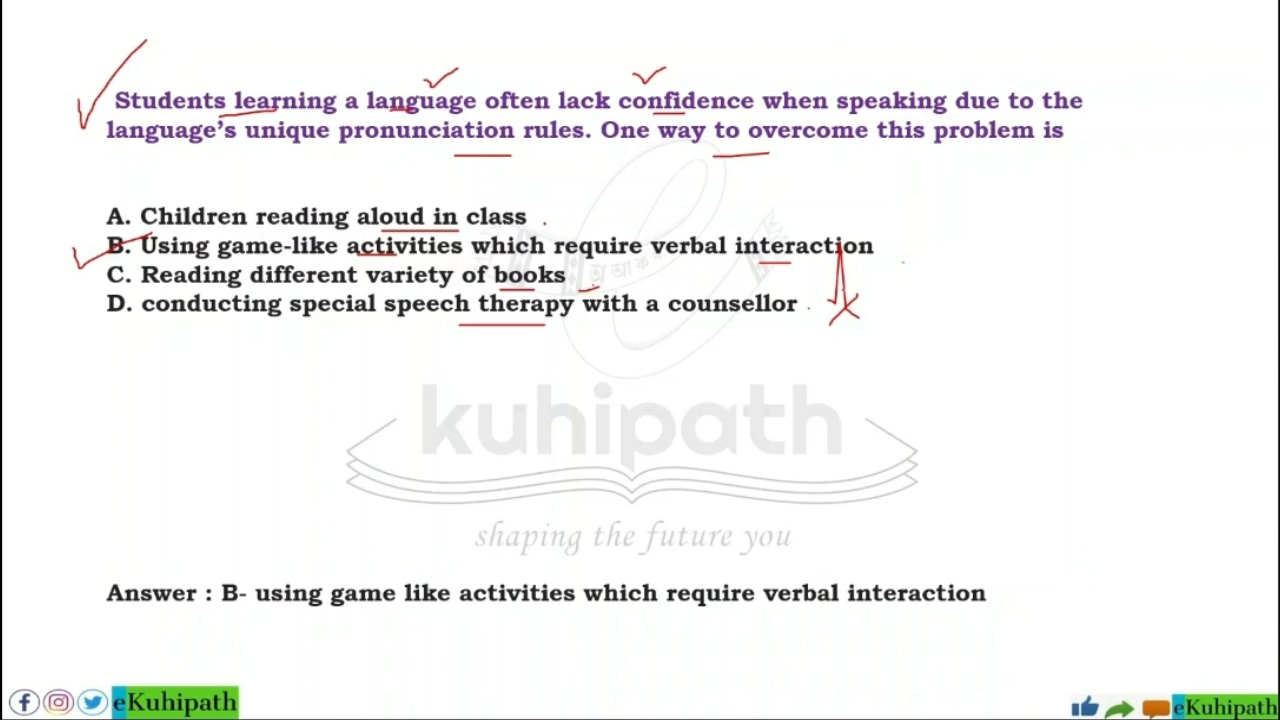 Students learning a language often lack confidence when speaking due to the
language's unique pronunciation rules. One way to overcome this problem is
A. Children reading aloud in class
B. Using game-like activities which require verbal interaction
C. Reading different variety of books
D. conducting special speech therapy with a counsellor
kuhipath
shaping the future you
Answer : B- using game like activities which require verbal interaction
eKuhipath
eKuhipath